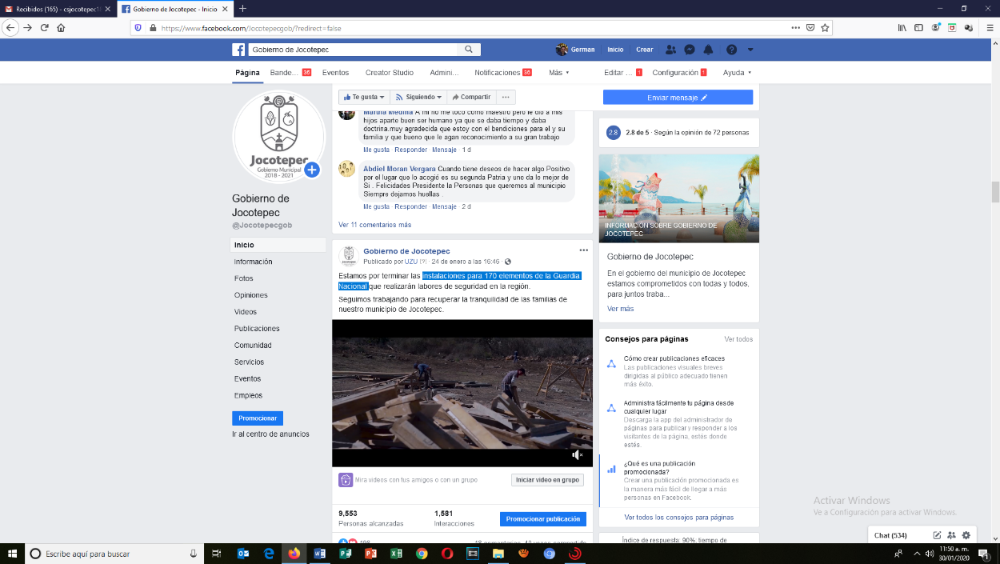 Recibidos (165) - csjocotepec18
Gobierno de Jocotepec - Inicio
https://www.facebook.com/Jocotepecgob/?redirect=false
Gobierno de Jocotepec
German
Inicio
Crear
Página
Bande...
36
Eventos
Creator Studio
Admini...
Notificaciones
36
Más
Editar ...
1
Configuración
1
Ayuda
Te gusta
Siguiendo
Compartir
Enviar mensaje
Jocotepec
Gobierno Municipal
2018 - 2021
Gobierno de
Jocotepec
@Jocotepecgob
Inicio
Información
Fotos
Opiniones
Videos
Publicaciones
Comunidad
Servicios
Eventos
Empleos
Promocionar
Ir al centro de anuncios
Martha Medina A mi no me tocó como maestro pero le dio a mis
hijos aparte buen ser humano ya que se daba tiempo y daba
doctrina.muy agradecida que estoy con el bendiciones para el y su
familia y que bueno que le agan reconocimiento a su gran trabajo
Me gusta · Responder · Mensaje · 1 d
Abdiel Moran Vergara Cuando tiene deseos de hacer algo Positivo
por el lugar que lo acogió es su segunda Patria y uno da lo mejor de
Si . Felicidades Presidente la Personas que queremos al municipio
Siempre dejamos huellas .
Me gusta · Responder · Mensaje · 2 d
Ver 11 comentarios más
Gobierno de Jocotepec
Publicado por UZU [?] · 24 de enero a las 16:46 ·
Estamos por terminar las instalaciones para 170 elementos de la Guardia
Nacional que realizarán labores de seguridad en la región.
Seguimos trabajando para recuperar la tranquilidad de las familias de
nuestro municipio de Jocotepec.
Mira videos con tus amigos o con un grupo
Iniciar video en grupo
9,553
Personas alcanzadas
1,581
Interacciones
Promocionar publicación
198
18 comentarios 40 veces compartido
2.8
2.8 de 5 · Según la opinión de 72 personas
INFORMACIÓN SOBRE GOBIERNO DE
JOCOTEPEC
Gobierno de Jocotepec
En el gobierno del municipio de Jocotepec
estamos comprometidos con todas y todos,
para juntos traba...
Ver más
Consejos para páginas
Ver todos
Cómo crear publicaciones eficaces
Las publicaciones visuales breves
dirigidas al público adecuado tienen
más éxito.
Administra fácilmente tu página desde
cualquier lugar
Descarga la app del administrador de
páginas para publicar y responder a los
visitantes de la página, estés donde
estés.
¿Qué es una publicación
promocionada?
Crear una publicación promocionada es
la manera más fácil de llegar a más
personas en Facebook.
Ver todos los consejos para páginas
Índice de respuesta: 90%; tiempo de
Activar Windows
Ve a Configuración para activar Windows.
Chat (534)
Escribe aquí para buscar
11:50 a. m.
30/01/2020
1